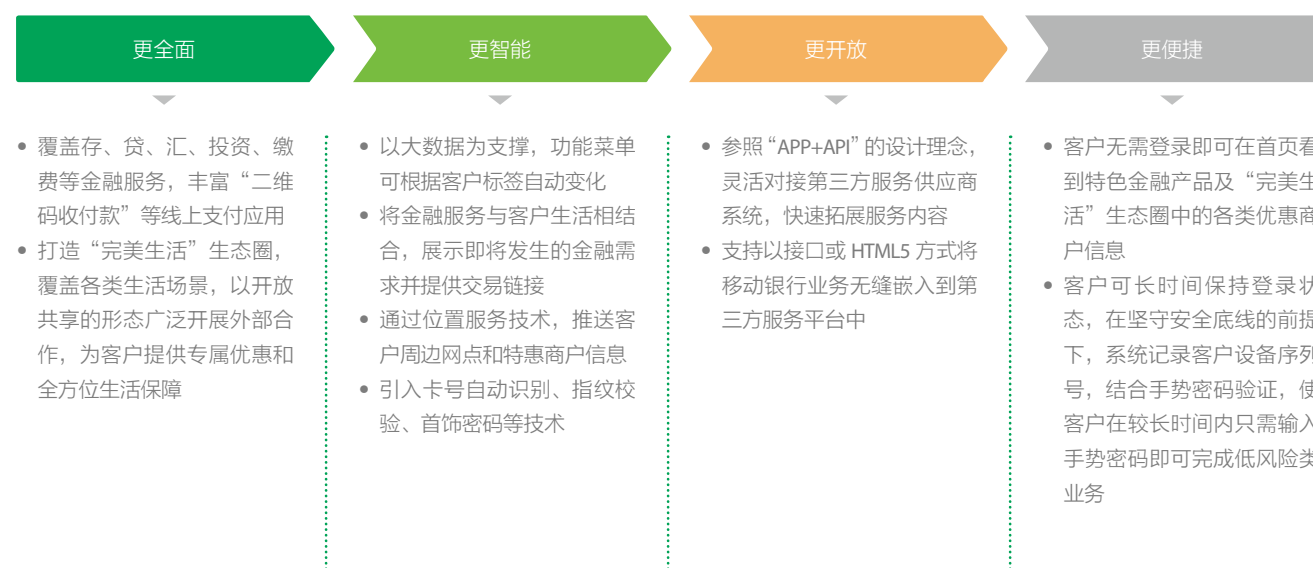 更全面
更智能
更开放
更便捷
• 覆盖存、贷、汇、投资、缴
费等金融服务，丰富“二维
码收付款”等线上支付应用
• 打造“完美生活”生态圈，
覆盖各类生活场景，以开放
共享的形态广泛开展外部合
作，为客户提供专属优惠和
全方位生活保障
• 以大数据为支撑，功能菜单
可根据客户标签自动变化
• 将金融服务与客户生活相结
合，展示即将发生的金融需
求并提供交易链接
• 通过位置服务技术，推送客
户周边网点和特惠商户信息
• 引入卡号自动识别、指纹校
验、首饰密码等技术
• 参照“APP+API”的设计理念，
灵活对接第三方服务供应商
系统，快速拓展服务内容
• 支持以接口或 HTML5 方式将
移动银行业务无缝嵌入到第
三方服务平台中
• 客户无需登录即可在首页看
到特色金融产品及“完美生
活”生态圈中的各类优惠商
户信息
• 客户可长时间保持登录状
态，在坚守安全底线的前提
下，系统记录客户设备序列
号，结合手势密码验证，使
客户在较长时间内只需输入
手势密码即可完成低风险类
业务